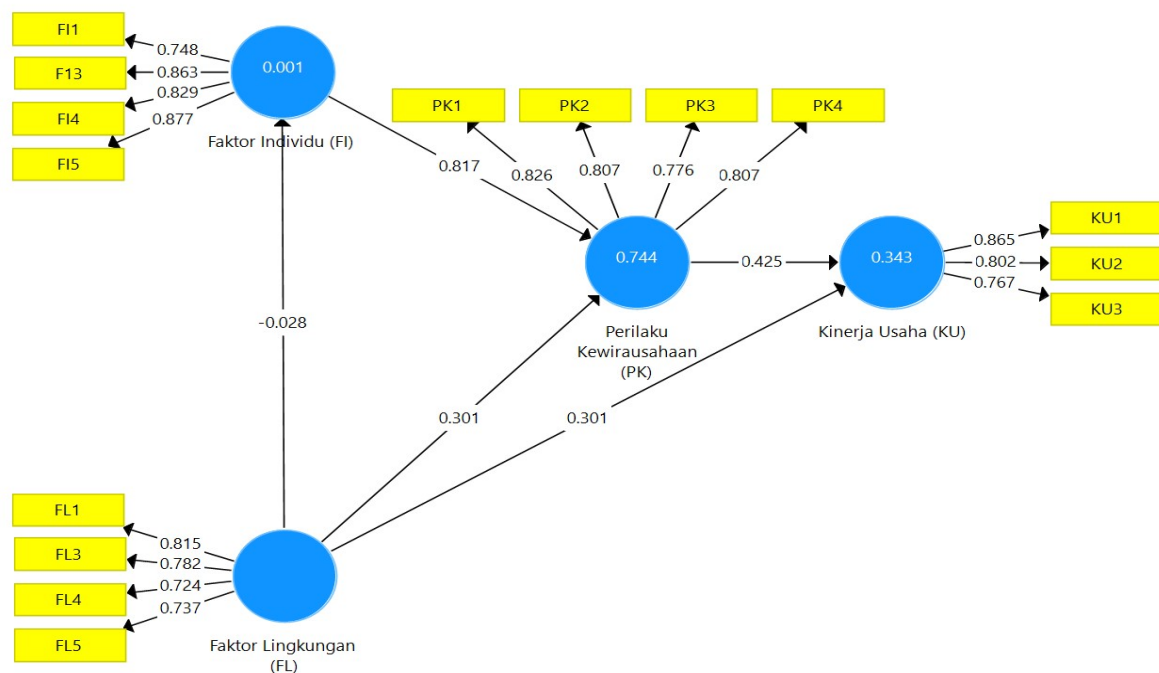 FI1
0.748
F13
0.863
FI4
0.829
FI5
0.877
0.001
Faktor Individu (FI)
PK1
PK2
PK3
PK4
0.826
0.807
0.776
0.807
0.817
0.744
Perilaku
Kewirausahaan
(PK)
0.425
0.343
Kinerja Usaha (KU)
KU1
0.865
KU2
0.802
KU3
0.767
-0.028
0.301
0.301
FL1
0.815
FL3
0.782
FL4
0.724
FL5
0.737
Faktor Lingkungan
(FL)